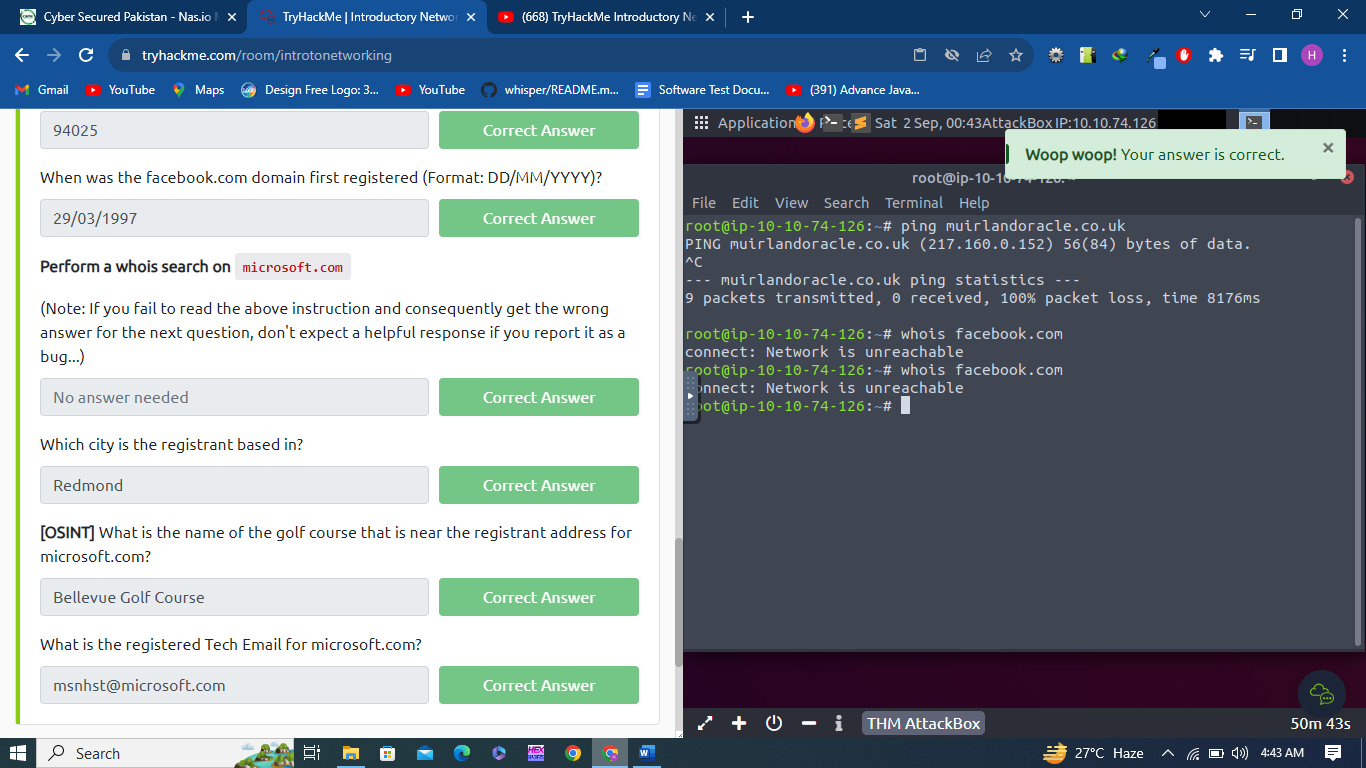 Cyber Secured Pakistan - Nas.io
TryHackMe | Introductory Netwo
(668) TryHackMe Introductory Ne
tryhackme.com/room/introtonetworking
H
Gmail
YouTube
Maps
Design Free Logo: 3...
YouTube
whisper/README.m...
Software Test Docu...
(391) Advance Java...
94025
Correct Answer
When was the facebook.com domain first registered (Format: DD/MM/YYYY)?
29/03/1997
Correct Answer
Perform a whois search on microsoft.com
(Note: If you fail to read the above instruction and consequently get the wrong
answer for the next question, don't expect a helpful response if you report it as a
bug...)
No answer needed
Correct Answer
Which city is the registrant based in?
Redmond
Correct Answer
[OSINT] What is the name of the golf course that is near the registrant address for
microsoft.com?
Bellevue Golf Course
Correct Answer
What is the registered Tech Email for microsoft.com?
msnhst@microsoft.com
Correct Answer
Application
Sat 2 Sep, 00:43 AttackBox IP:10.10.74.126
Woop woop! Your answer is correct.
root@ip-10-10-74-126: ~
File Edit View Search Terminal Help
root@ip-10-10-74-126:~# ping muirlandoracle.co.uk
PING muirlandoracle.co.uk (217.160.0.152) 56(84) bytes of data.
^C
--- muirlandoracle.co.uk ping statistics ---
9 packets transmitted, 0 received, 100% packet loss, time 8176ms
root@ip-10-10-74-126:~# whois facebook.com
connect: Network is unreachable
root@ip-10-10-74-126:~# whois facebook.com
connect: Network is unreachable
root@ip-10-10-74-126:~#
THM AttackBox
50m 43s
Search
HEX
27°C Haze
4:43 AM